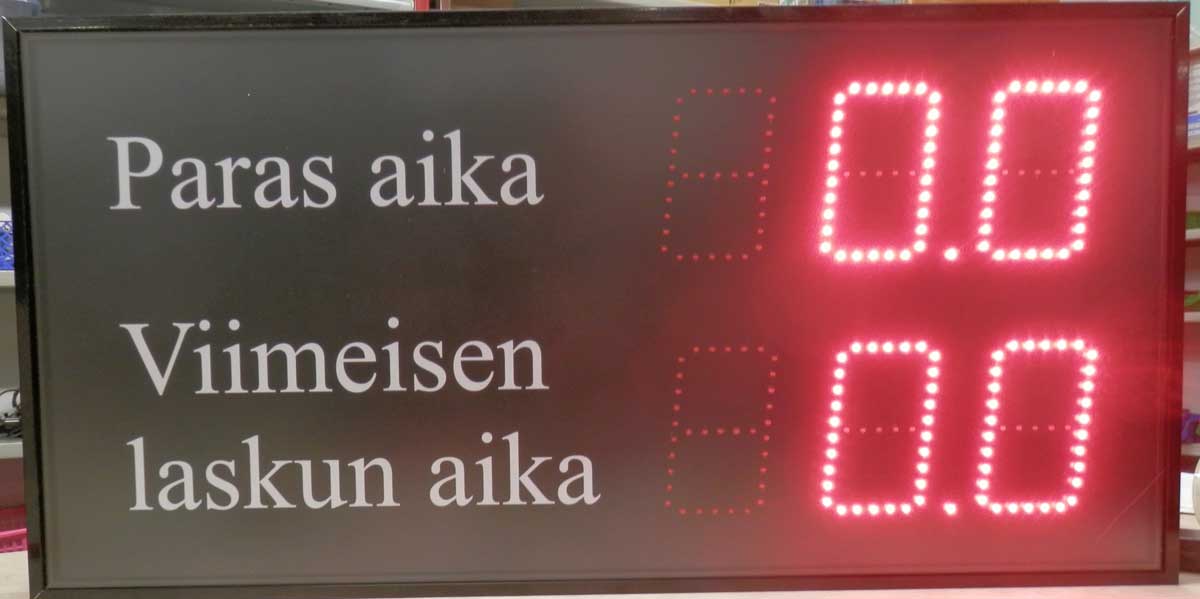 Paras aika 0.0
Viimeisen
laskun aika 0.0